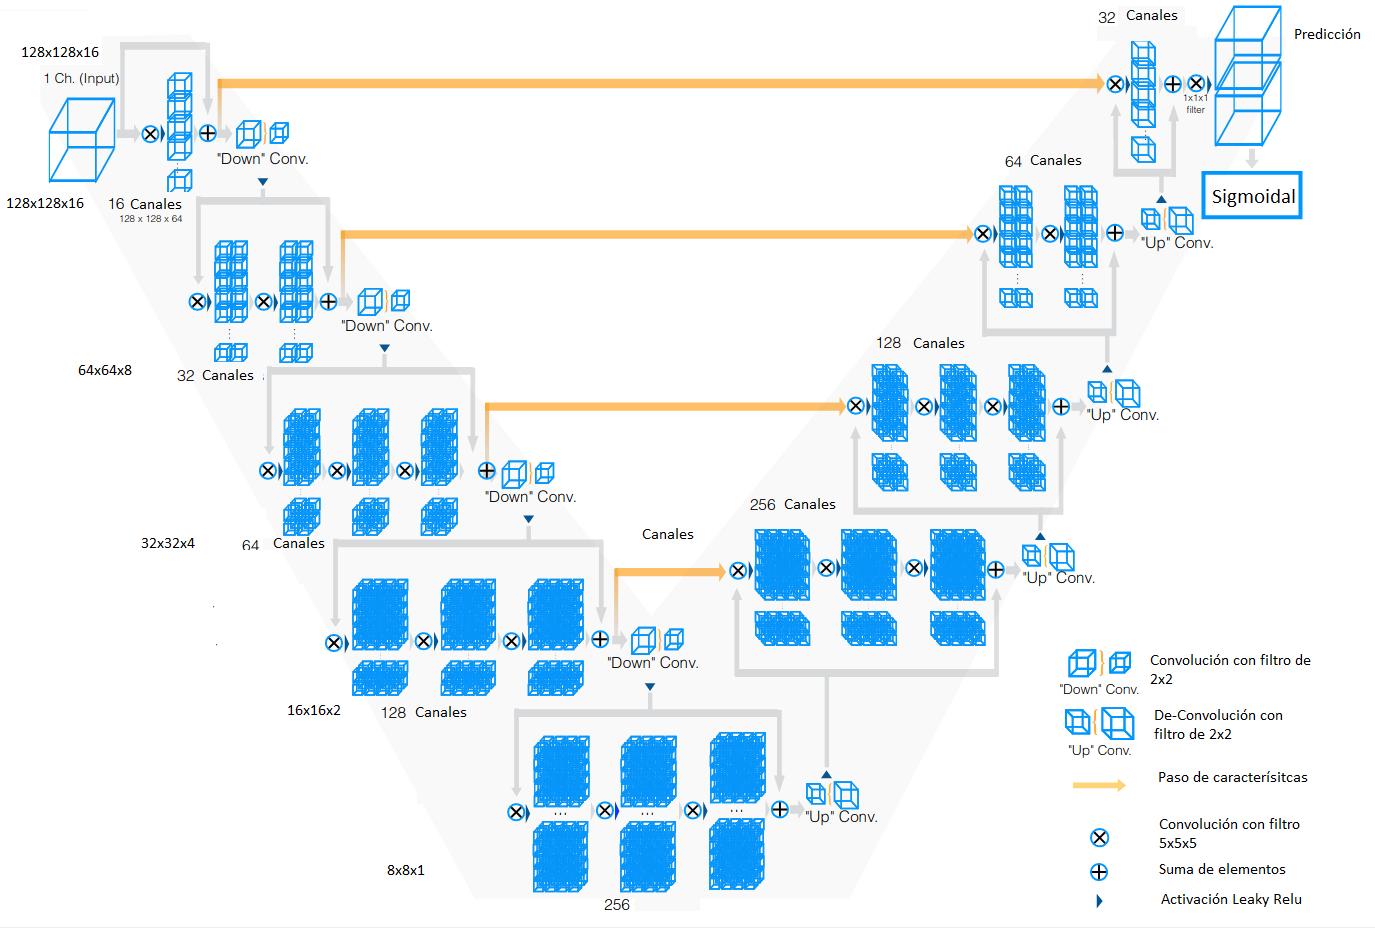 32 Canales
Predicción
128x128x16
1 Ch. (Input)
1x1x1
filter
"Down" Conv.
64 Canales
Sigmoidal
128x128x16
16 Canales
128 x 128 x 64
"Up" Conv.
"Down" Conv.
128 Canales
64x64x8
32 Canales
"Up" Conv.
"Down" Conv.
256 Canales
Canales
32x32x4
64 Canales
"Up" Conv.
"Down" Conv.
16x16x2
128 Canales
"Up" Conv.
8x8x1
256
Convolución con filtro de
2x2
"Down" Conv.
De-Convolución con
filtro de 2x2
"Up" Conv.
Paso de caracterísitcas
Convolución con filtro
5x5x5
Suma de elementos
Activación Leaky Relu